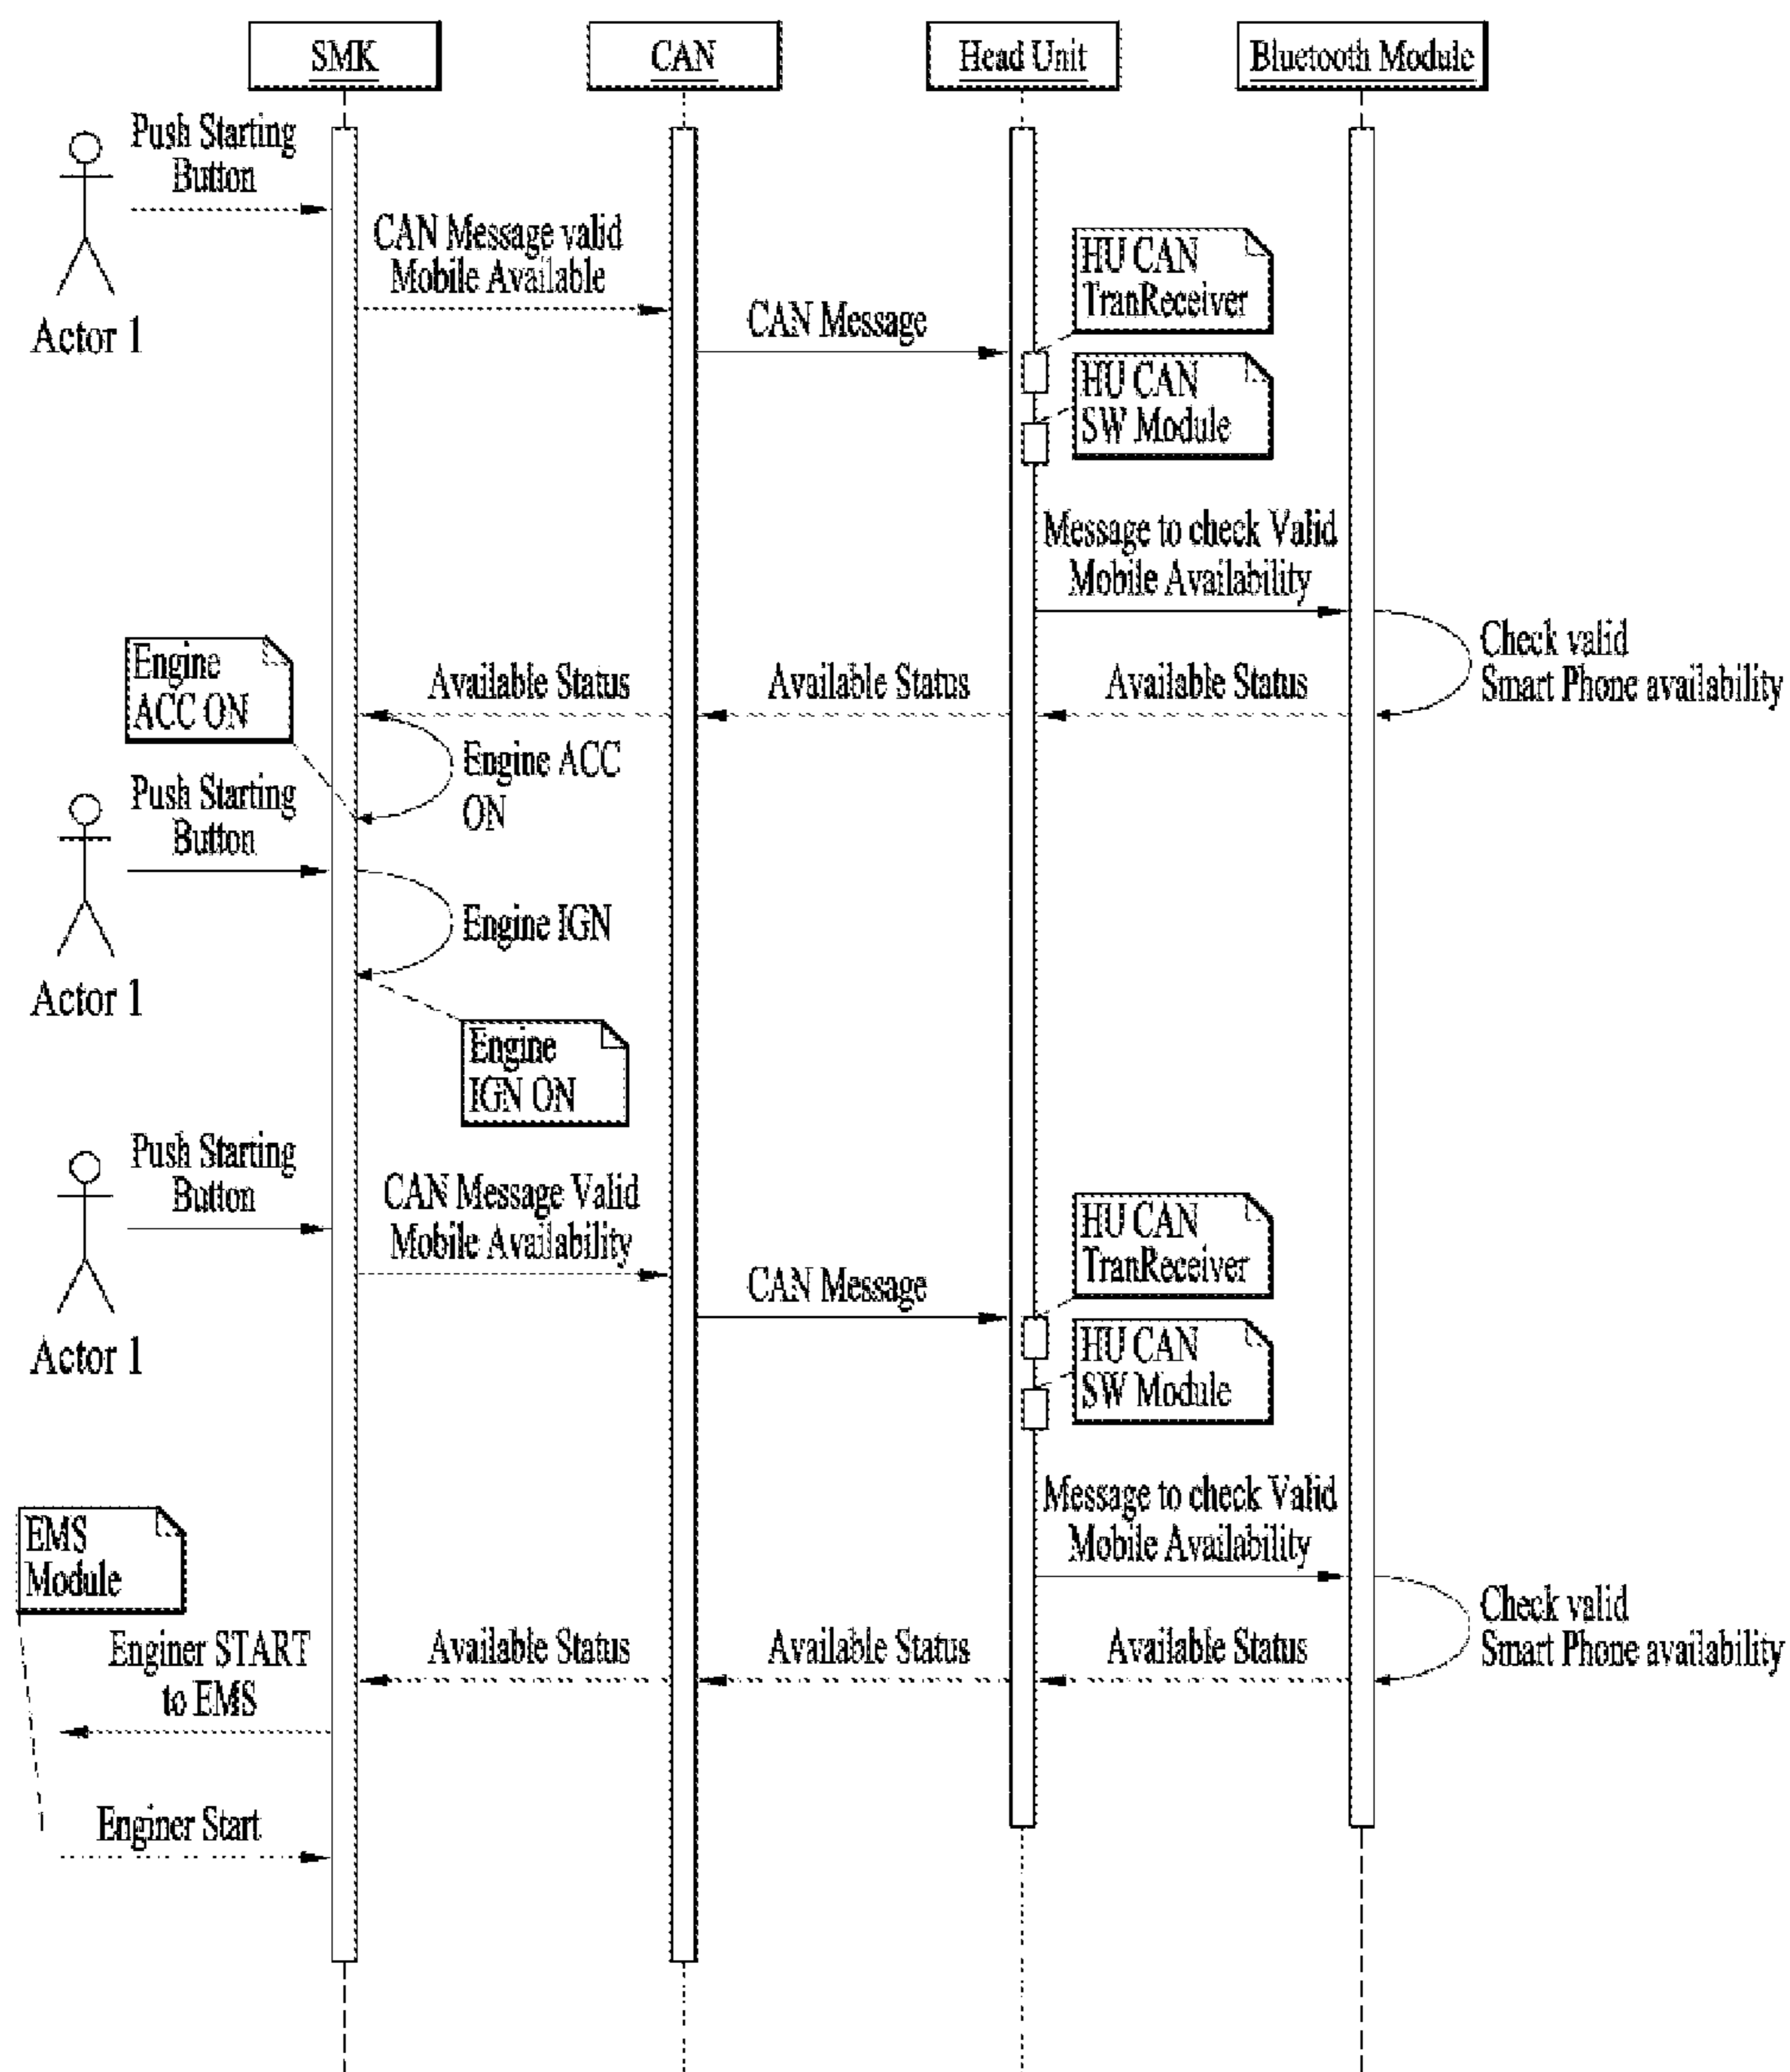 SMK
CAN
Head Unit
Bluetooth Module
Push Starting
Button
Actor 1
CAN Message valid
Mobile Available
CAN Message
HU CAN
TranReceiver
HU CAN
SW Module
Message to check Valid
Mobile Availability
Check valid
Smart Phone availability
Available Status
Available Status
Available Status
Engine
ACC ON
Engine ACC
ON
Push Starting
Button
Actor 1
Engine IGN
Engine
IGN ON
Push Starting
Button
Actor 1
CAN Message Valid
Mobile Availability
CAN Message
HU CAN
TranReceiver
HU CAN
SW Module
Message to check Valid
Mobile Availability
Check valid
Smart Phone availability
Available Status
Available Status
Available Status
EMS
Module
Enginer START
to EMS
Enginer Start